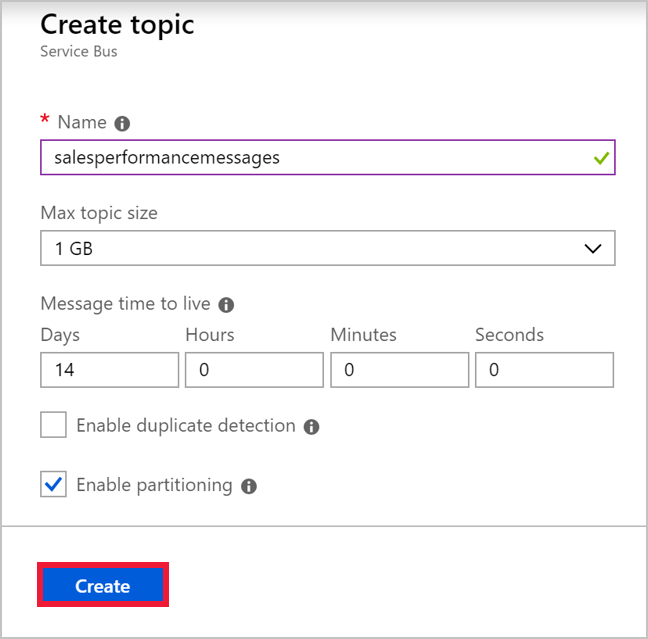 Create topic
Service Bus
* Name
salesperformancemessages
Max topic size
1 GB
Message time to live
Days Hours Minutes Seconds
14 0 0 0
Enable duplicate detection
Enable partitioning
Create